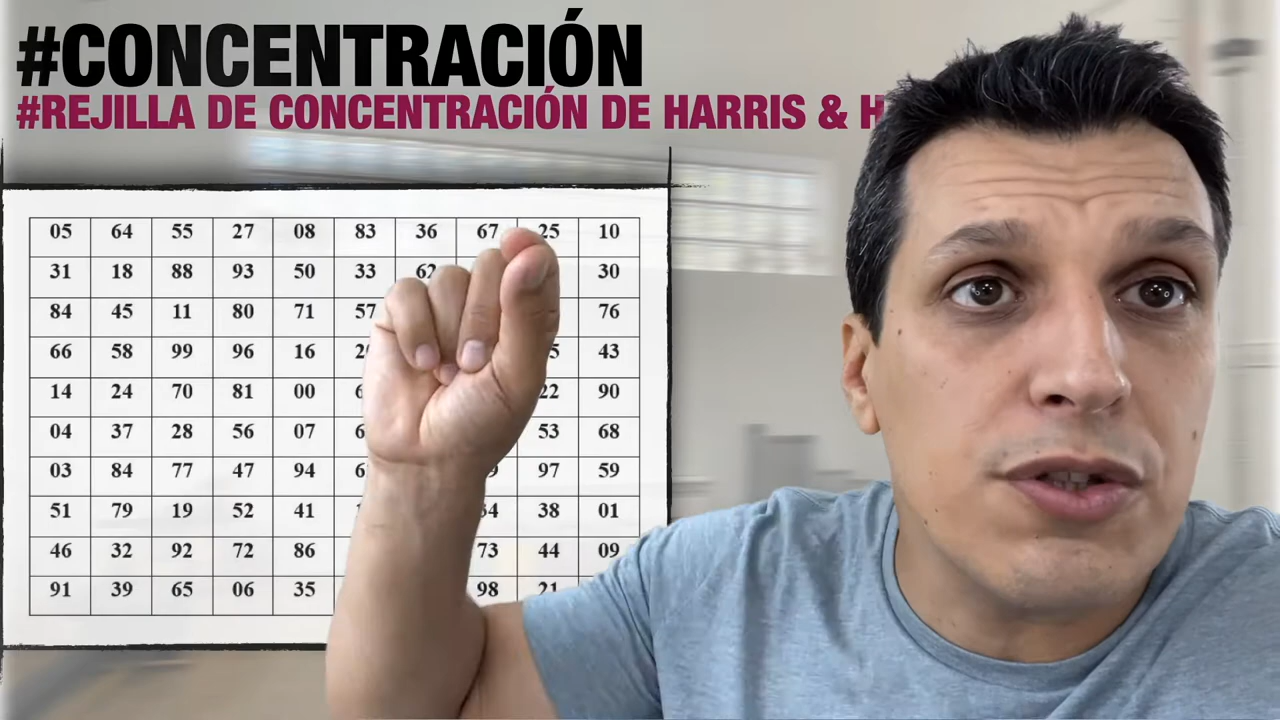 #CONCENTRACIÓN
#REJILLA DE CONCENTRACIÓN DE HARRIS & H
05 64 55 27 08 83 36 67 25 10
31 18 88 93 50 33 62 30
84 45 11 80 71 57 76
66 58 99 96 16 43
14 24 70 81 00 22 90
04 37 28 56 07 53 68
03 84 77 47 94 97 59
51 79 19 52 41 38 01
46 32 92 72 86 73 44 09
91 39 65 06 35 98 21